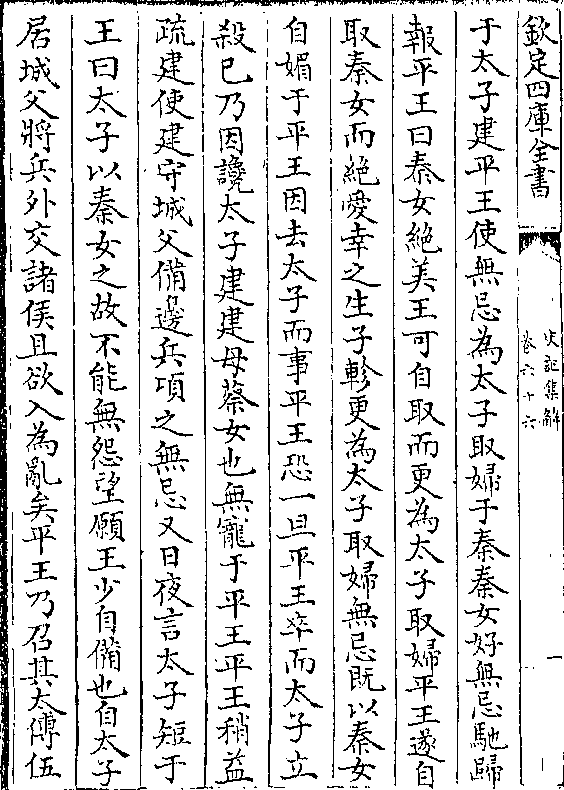 欽定四庫全書
史記集解
卷六十六
一
于太子建平王使無忌為太子取婦于秦秦女好無忌馳歸
報平王曰秦女絶美王可自取而更為太子取婦平王遂自
取秦女而絶愛幸之生子軫更為太子取婦無忌既以秦女
自媚于平王因去太子而事平王恐一旦平王卒而太子立
殺已乃因讒太子建建母蔡女也無寵于平王平王稍益
疏建使建守城父備邊兵頃之無忌又日夜言太子短于
王曰太子以秦女之故不能無怨望願王少自備也自太子
居城父將兵外交諸侯且欲入為亂矣平王乃召其太傅伍